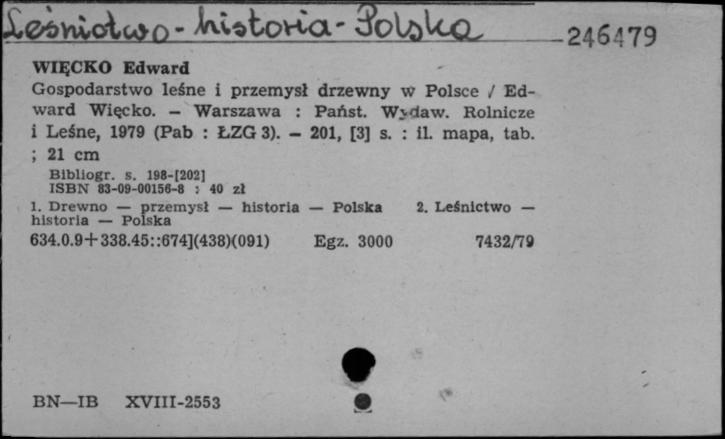 Leśnictwo - historia - Polska
246479
WIĘCKO Edward
Gospodarstwo leśne i przemysł drzewny w Polsce / Ed-
ward Więcko. — Warszawa : Państ. Wydaw. Rolnicze
i Leśne, 1979 (Pab : ŁZG 3). — 201, [3] s. : il. mapa, tab.
; 21 cm
Bibliogr. s. 198-[202]
ISBN 83-09-00156-8 : 40 zł
1. Drewno — przemysł — historia — Polska 2. Leśnictwo —
historia — Polska
634.0.9+338.45::674](438)(091) Egz. 3000 7432/79
BN—IB XVIII-2553